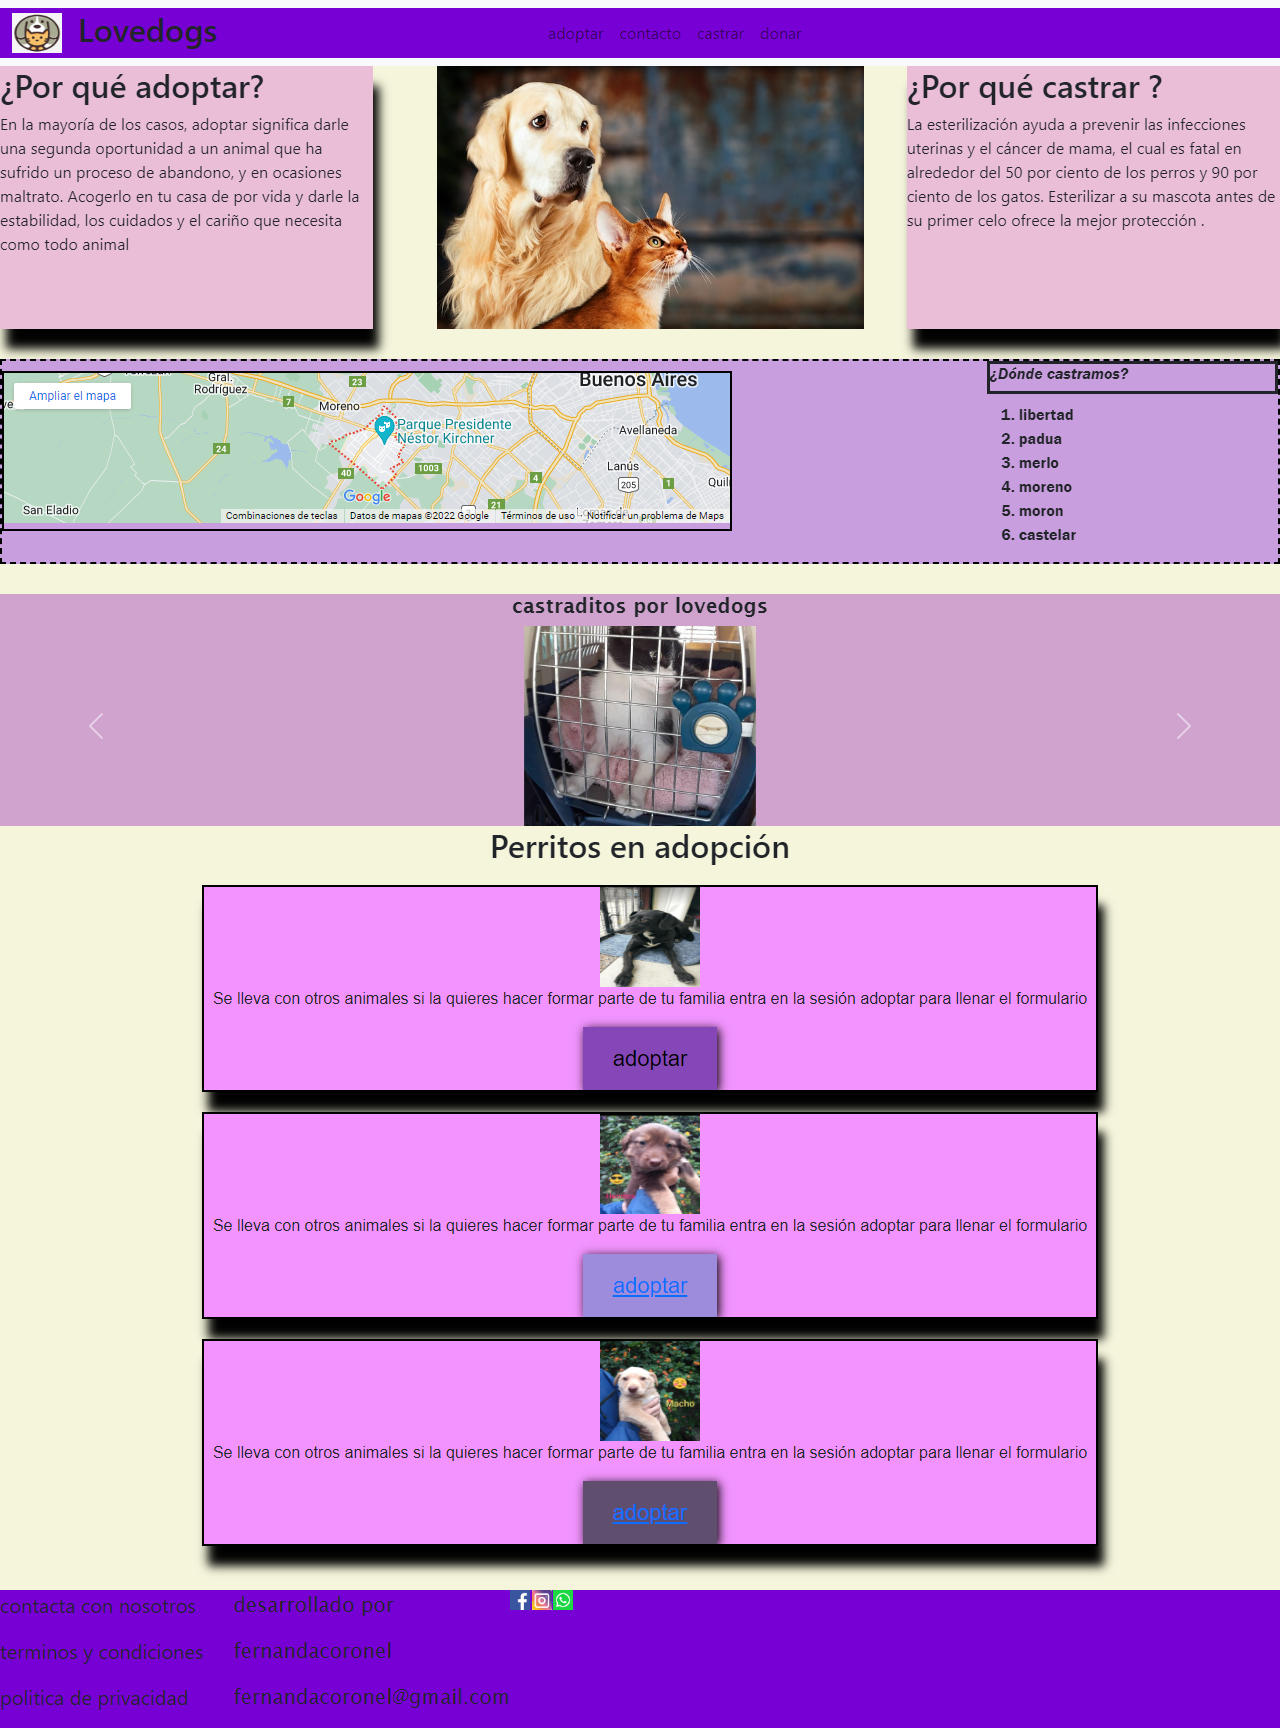 Lovedogs
adoptar contacto castrar donar
¿Por qué adoptar?
En la mayoría de los casos, adoptar significa darle
una segunda oportunidad a un animal que ha
sufrido un proceso de abandono, y en ocasiones
maltrato. Acogerlo en tu casa de por vida y darle la
estabilidad, los cuidados y el cariño que necesita
como todo animal
¿Por qué castrar ?
La esterilización ayuda a prevenir las infecciones
uterinas y el cáncer de mama, el cual es fatal en
alrededor del 50 por ciento de los perros y 90 por
ciento de los gatos. Esterilizar a su mascota antes de
su primer celo ofrece la mejor protección .
Ampliar el mapa
Gral.
Rodríguez
23
Buenos Aires
7
Moreno
Parque Presidente
Néstor Kirchner
Avellaneda
24
1003
Lanús
40
4
205
1
Quil
Google
21
San Eladio
Combinaciones de teclas
Datos de mapas ©2022 Google
Términos de uso
Notificar un problema de Maps
¿Dónde castramos?
1. libertad
2. padua
3. merlo
4. moreno
5. moron
6. castelar
castraditos por lovedogs
Perritos en adopción
Se lleva con otros animales si la quieres hacer formar parte de tu familia entra en la sesión adoptar para llenar el formulario
adoptar
Se lleva con otros animales si la quieres hacer formar parte de tu familia entra en la sesión adoptar para llenar el formulario
adoptar
Macho
Se lleva con otros animales si la quieres hacer formar parte de tu familia entra en la sesión adoptar para llenar el formulario
adoptar
contacta con nosotros
terminos y condiciones
politica de privacidad
desarrollado por
fernandacoronel
fernandacoronel@gmail.com